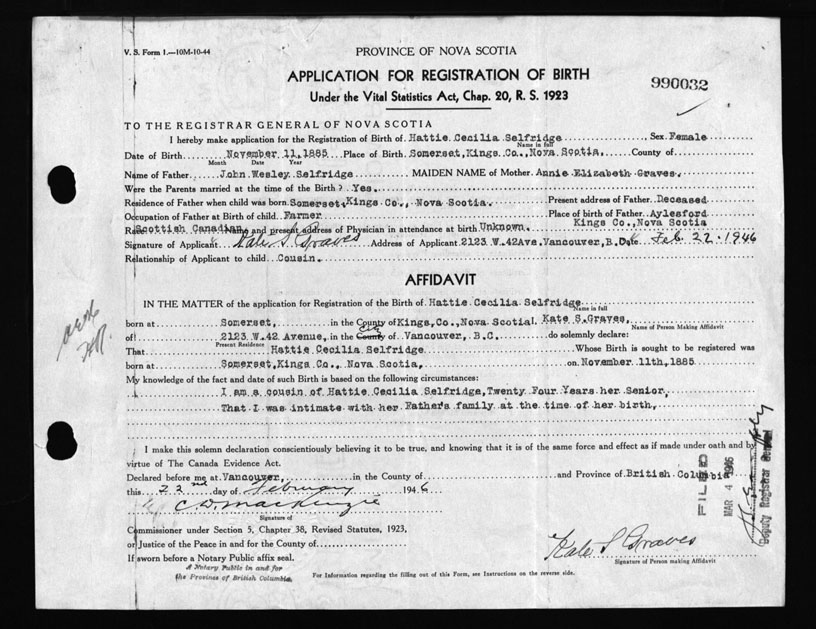 V. S. Form 1.—10M-10-44
PROVINCE OF NOVA SCOTIA
APPLICATION FOR REGISTRATION OF BIRTH
990032
Under the Vital Statistics Act, Chap. 20, R. S. 1923
TO THE REGISTRAR GENERAL OF NOVA SCOTIA
I hereby make application for the Registration of Birth of Hattie Cecilia Selfridge Sex Female
Name in full
Date of Birth November 11,1885 Place of Birth Somerset,Kings Co.,Nova Scotia, County of
Month Date Year
Name of Father John Wesley Selfridge MAIDEN NAME of Mother Annie Elizabeth Graves.
Were the Parents married at the time of the Birth? Yes.
Residence of Father when child was born Somerset,Kings Co., Nova Scotia. Present address of Father Deceased
Occupation of Father at Birth of child Farmer Place of Birth of Father Aylesford
Kings Co.,Nova Scotia
Race Scottish Canadian Name and present address of Physician in attendance at birth Unknown.
Signature of Applicant Kate S. Graves Address of Applicant 2123 W.42Ave.Vancouver,B.C. Date Feb. 22. 1946
Relationship of Applicant to child Cousin.
AFFIDAVIT
IN THE MATTER of the application for Registration of the Birth of Hattie Cecilia Selfridge
Name in full
born at Somerset, in the County of Kings,Co.,Nova Scotia I Kate S.Graves,
Name of Person Making Affidavit
City
of 2123 W.42 Avenue, in the County of Vancouver, B.C. do solemnly declare:
Present Residence
That Hattie Cecilia Selfridge Whose Birth is sought to be registered was
born at Somerset,Kings Co., Nova Scotia, on November 11th,1885
My knowledge of the fact and date of such Birth is based on the following circumstances:
I am a cousin of Hattie Cecilia Selfridge,Twenty Four Years her Senior,
That I was intimate with her Father's family at the time of her birth,
I make this solemn declaration conscientiously believing it to be true, and knowing that it is of the same force and effect as if made under oath and by
virtue of The Canada Evidence Act.
Declared before me at Vancouver, in the County of and Province of British Columbia
this 22nd day of February 1946
C. D. MacKenzie
Signature of
Commissioner under Section 5, Chapter 38, Revised Statutes, 1923,
or Justice of the Peace in and for the County of
If sworn before a Notary Public affix seal.
A Notary Public in and for
the Province of British Columbia.
Kate S Graves
Signature of Person making Affidavit
For Information regarding the filling out of this Form, see Instructions on the reverse side.
FILED
MAR 4 1946
Deputy Registrar General